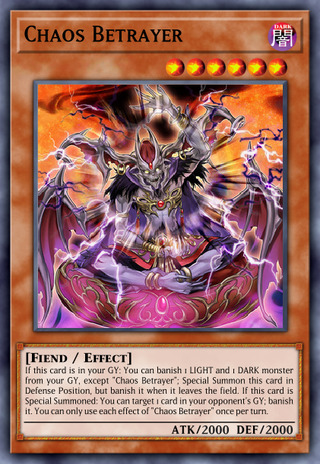 Chaos Betrayer
DARK
闇
[Fiend / Effect]
If this card is in your GY: You can banish 1 LIGHT and 1 DARK monster
from your GY, except "Chaos Betrayer"; Special Summon this card in
Defense Position, but banish it when it leaves the field. If this card is
Special Summoned: You can target 1 card in your opponent's GY; banish
it. You can only use each effect of "Chaos Betrayer" once per turn.
ATK/2000 DEF/2000